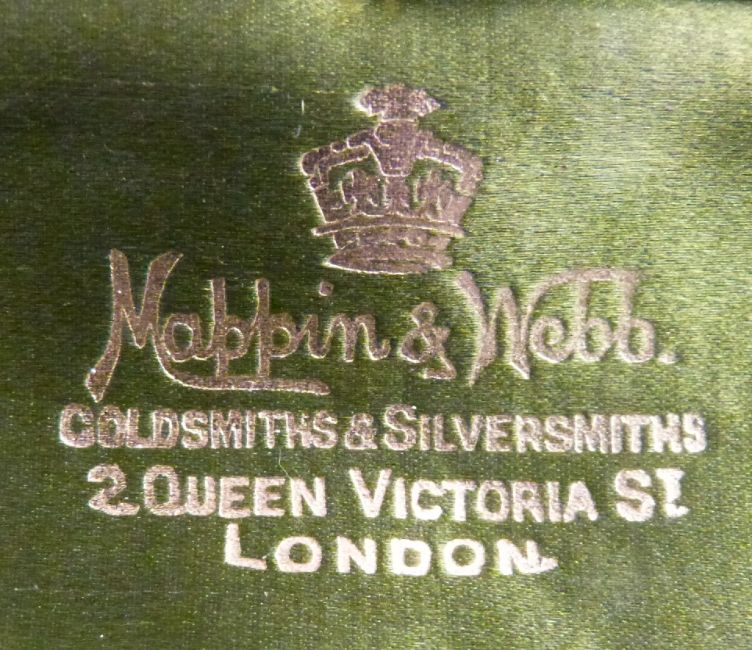 Mappin & Webb.
GOLDSMITHS & SILVERSMITHS
2 QUEEN VICTORIA ST.
LONDON.